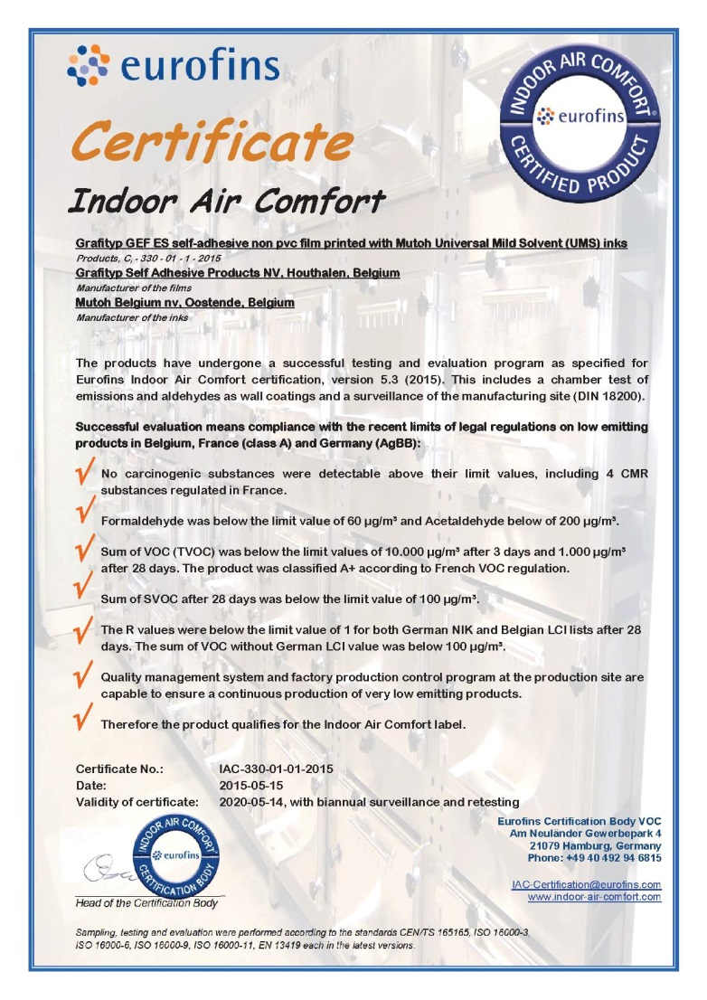 eurofins
INDOOR AIR COMFORT
eurofins
CERTIFIED PRODUCT
Certificate
Indoor Air Comfort
Grafityp GEF ES self-adhesive non pvc film printed with Mutoh Universal Mild Solvent (UMS) inks
Products, C, - 330 - 01 - 1 - 2015
Grafityp Self Adhesive Products NV, Houthalen, Belgium
Manufacturer of the films
Mutoh Belgium nv, Oostende, Belgium
Manufacturer of the inks
The products have undergone a successful testing and evaluation program as specified for
Eurofins Indoor Air Comfort certification, version 5.3 (2015). This includes a chamber test of
emissions and aldehydes as wall coatings and a surveillance of the manufacturing site (DIN 18200).
Successful evaluation means compliance with the recent limits of legal regulations on low emitting
products in Belgium, France (class A) and Germany (AgBB):
√ No carcinogenic substances were detectable above their limit values, including 4 CMR
substances regulated in France.
√ Formaldehyde was below the limit value of 60 µg/m³ and Acetaldehyde below of 200 µg/m³.
√ Sum of VOC (TVOC) was below the limit values of 10.000 µg/m³ after 3 days and 1.000 µg/m³
after 28 days. The product was classified A+ according to French VOC regulation.
√ Sum of SVOC after 28 days was below the limit value of 100 µg/m³.
√ The R values were below the limit value of 1 for both German NIK and Belgian LCI lists after 28
days. The sum of VOC without German LCI value was below 100 µg/m³.
√ Quality management system and factory production control program at the production site are
capable to ensure a continuous production of very low emitting products.
√ Therefore the product qualifies for the Indoor Air Comfort label.
Certificate No.: IAC-330-01-01-2015
Date: 2015-05-15
Validity of certificate: 2020-05-14, with biannual surveillance and retesting
Eurofins Certification Body VOC
Am Neuländer Gewerbepark 4
21079 Hamburg, Germany
Phone: +49 40 492 94 6815
IAC-Certification@eurofins.com
www.indoor-air-comfort.com
INDOOR AIR COMFORT
eurofins
CERTIFICATION BODY
Head of the Certification Body
Sampling, testing and evaluation were performed according to the standards CEN/TS 165165, ISO 16000-3,
ISO 16000-6, ISO 16000-9, ISO 16000-11, EN 13419 each in the latest versions.